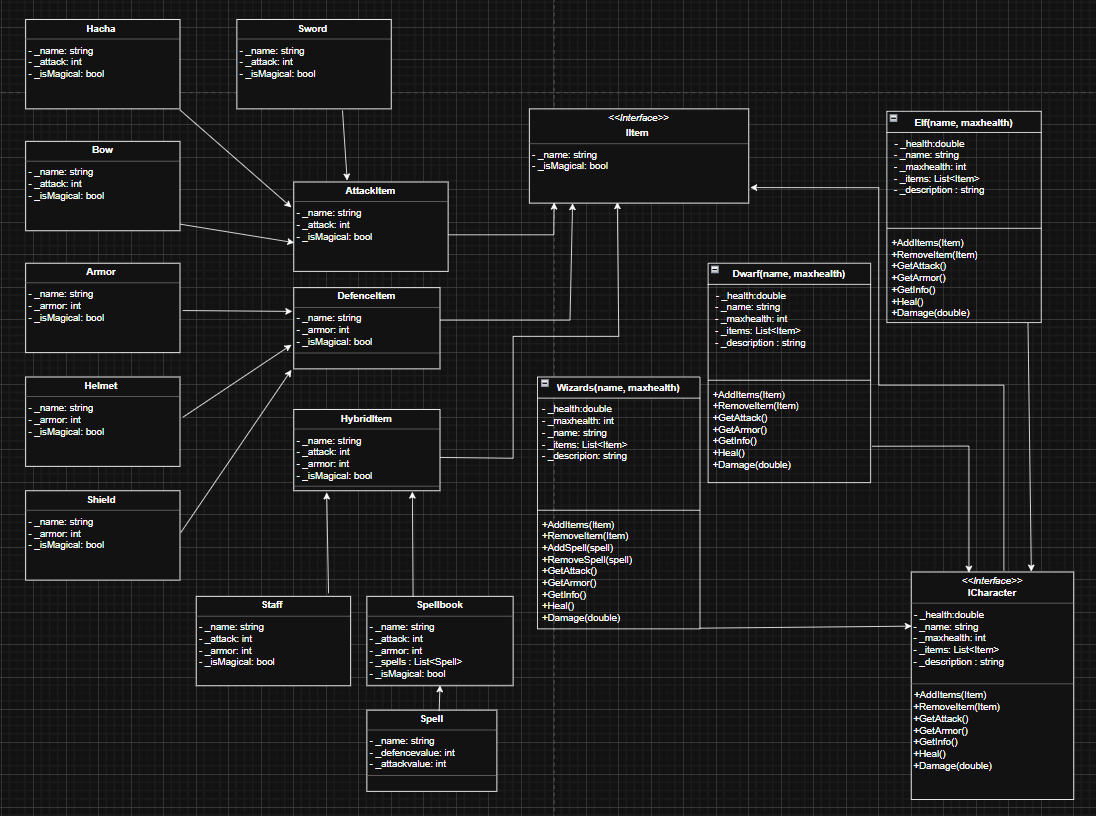 Hacha
- _name: string
- _attack: int
- _isMagical: bool
Sword
- _name: string
- _attack: int
- _isMagical: bool
Bow
- _name: string
- _attack: int
- _isMagical: bool
AttackItem
- _name: string
- _attack: int
- _isMagical: bool
<<Interface>>
IItem
- _name: string
- _isMagical: bool
Elf(name, maxhealth)
- _health:double
- _name: string
- _maxhealth: int
- _items: List<Item>
- _description : string
+AddItems(Item)
+RemoveItem(Item)
+GetAttack()
+GetArmor()
+GetInfo()
+Heal()
+Damage(double)
Armor
- _name: string
- _armor: int
- _isMagical: bool
DefenceItem
- _name: string
- _armor: int
- _isMagical: bool
Dwarf(name, maxhealth)
- _health:double
- _name: string
- _maxhealth: int
- _items: List<Item>
- _description : string
+AddItems(Item)
+RemoveItem(Item)
+GetAttack()
+GetArmor()
+GetInfo()
+Heal()
+Damage(double)
Helmet
- _name: string
- _armor: int
- _isMagical: bool
HybridItem
- _name: string
- _attack: int
- _armor: int
- _isMagical: bool
Wizards(name, maxhealth)
- _health:double
- _maxhealth: int
- _name: string
- _items: List<Item>
- _descripion: string
+AddItems(Item)
+RemoveItem(Item)
+AddSpell(spell)
+RemoveSpell(spell)
+GetAttack()
+GetArmor()
+GetInfo()
+Heal()
+Damage(double)
Shield
- _name: string
- _armor: int
- _isMagical: bool
Staff
- _name: string
- _attack: int
- _armor: int
- _isMagical: bool
Spellbook
- _name: string
- _attack: int
- _armor: int
- _spells : List<Spell>
- _isMagical: bool
<<Interface>>
ICharacter
- _health:double
- _name: string
- _maxhealth: int
- _items: List<Item>
- _description : string
+AddItems(Item)
+RemoveItem(Item)
+GetAttack()
+GetArmor()
+GetInfo()
+Heal()
+Damage(double)
Spell
- _name: string
- _defencevalue: int
- _attackvalue: int